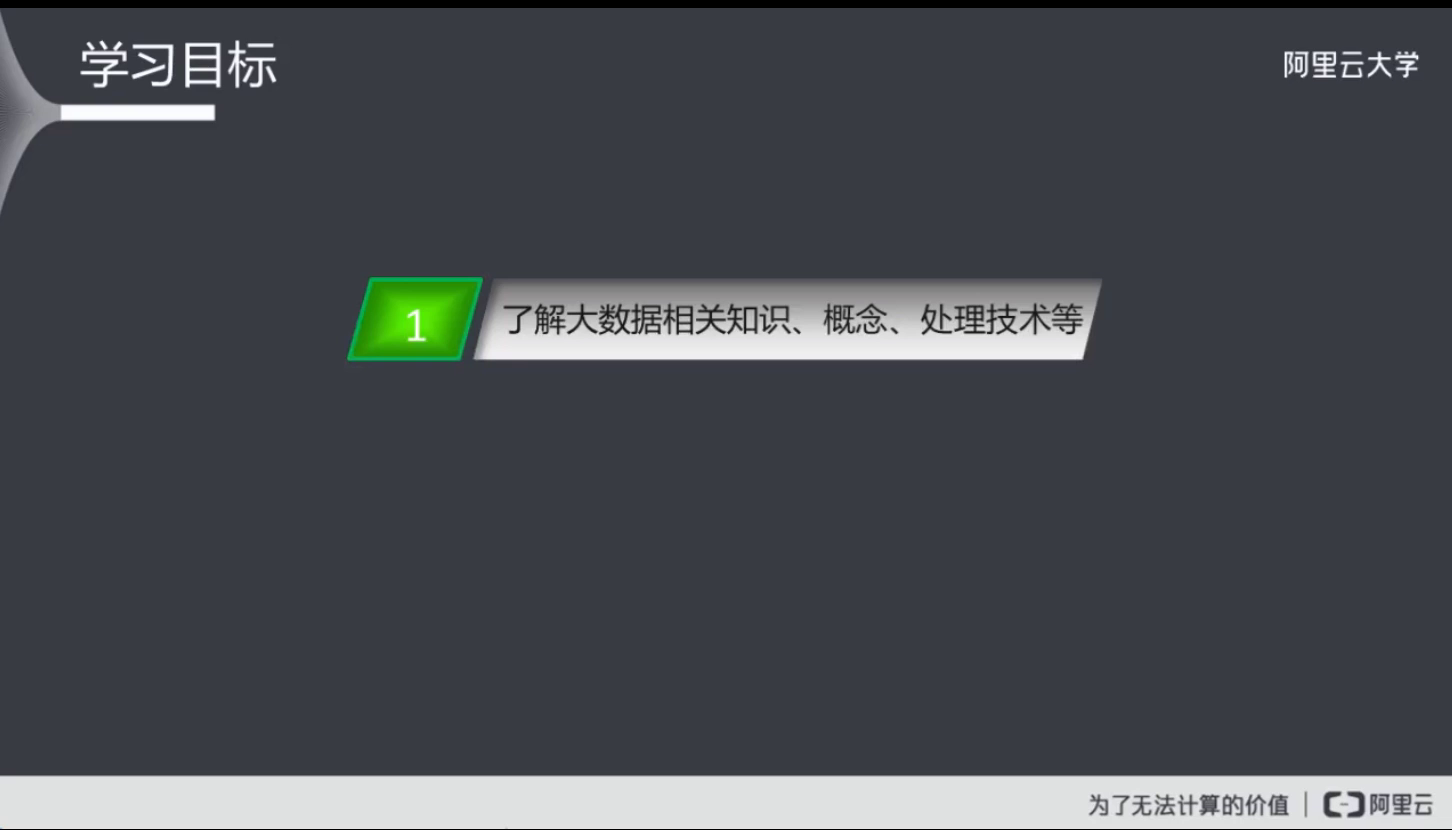 学习目标
阿里云大学
1
了解大数据相关知识、概念、处理技术等
为了无法计算的价值 | 阿里云